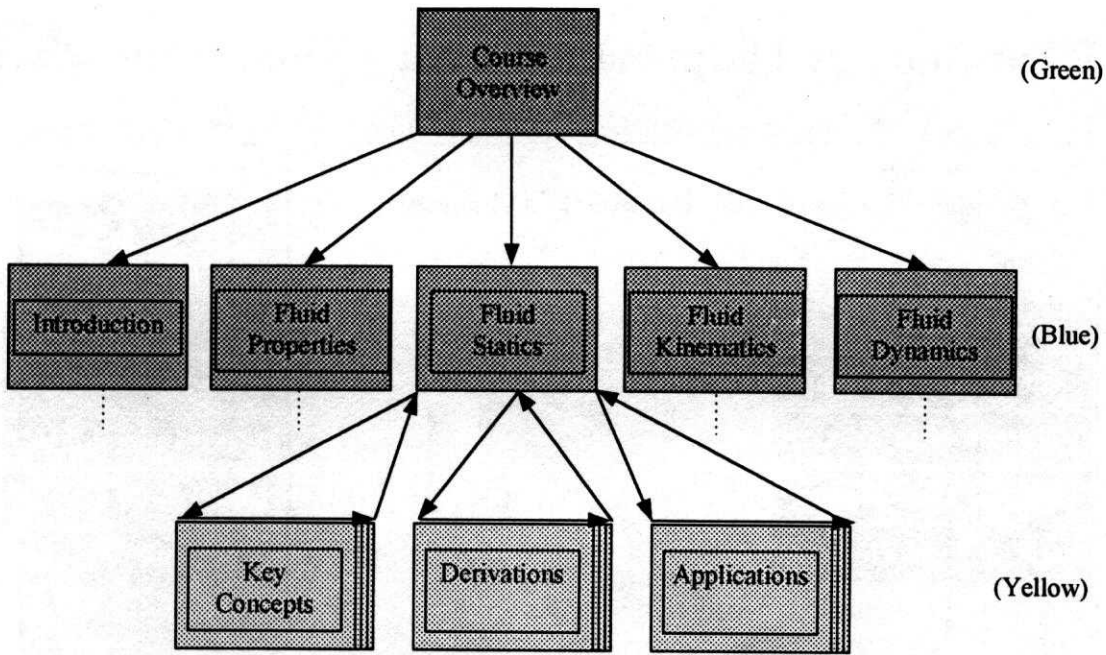 Course
Overview
(Green)
Introduction
Fluid
Properties
Fluid
Statics
Fluid
Kinematics
Fluid
Dynamics
(Blue)
Key
Concepts
Derivations
Applications
(Yellow)